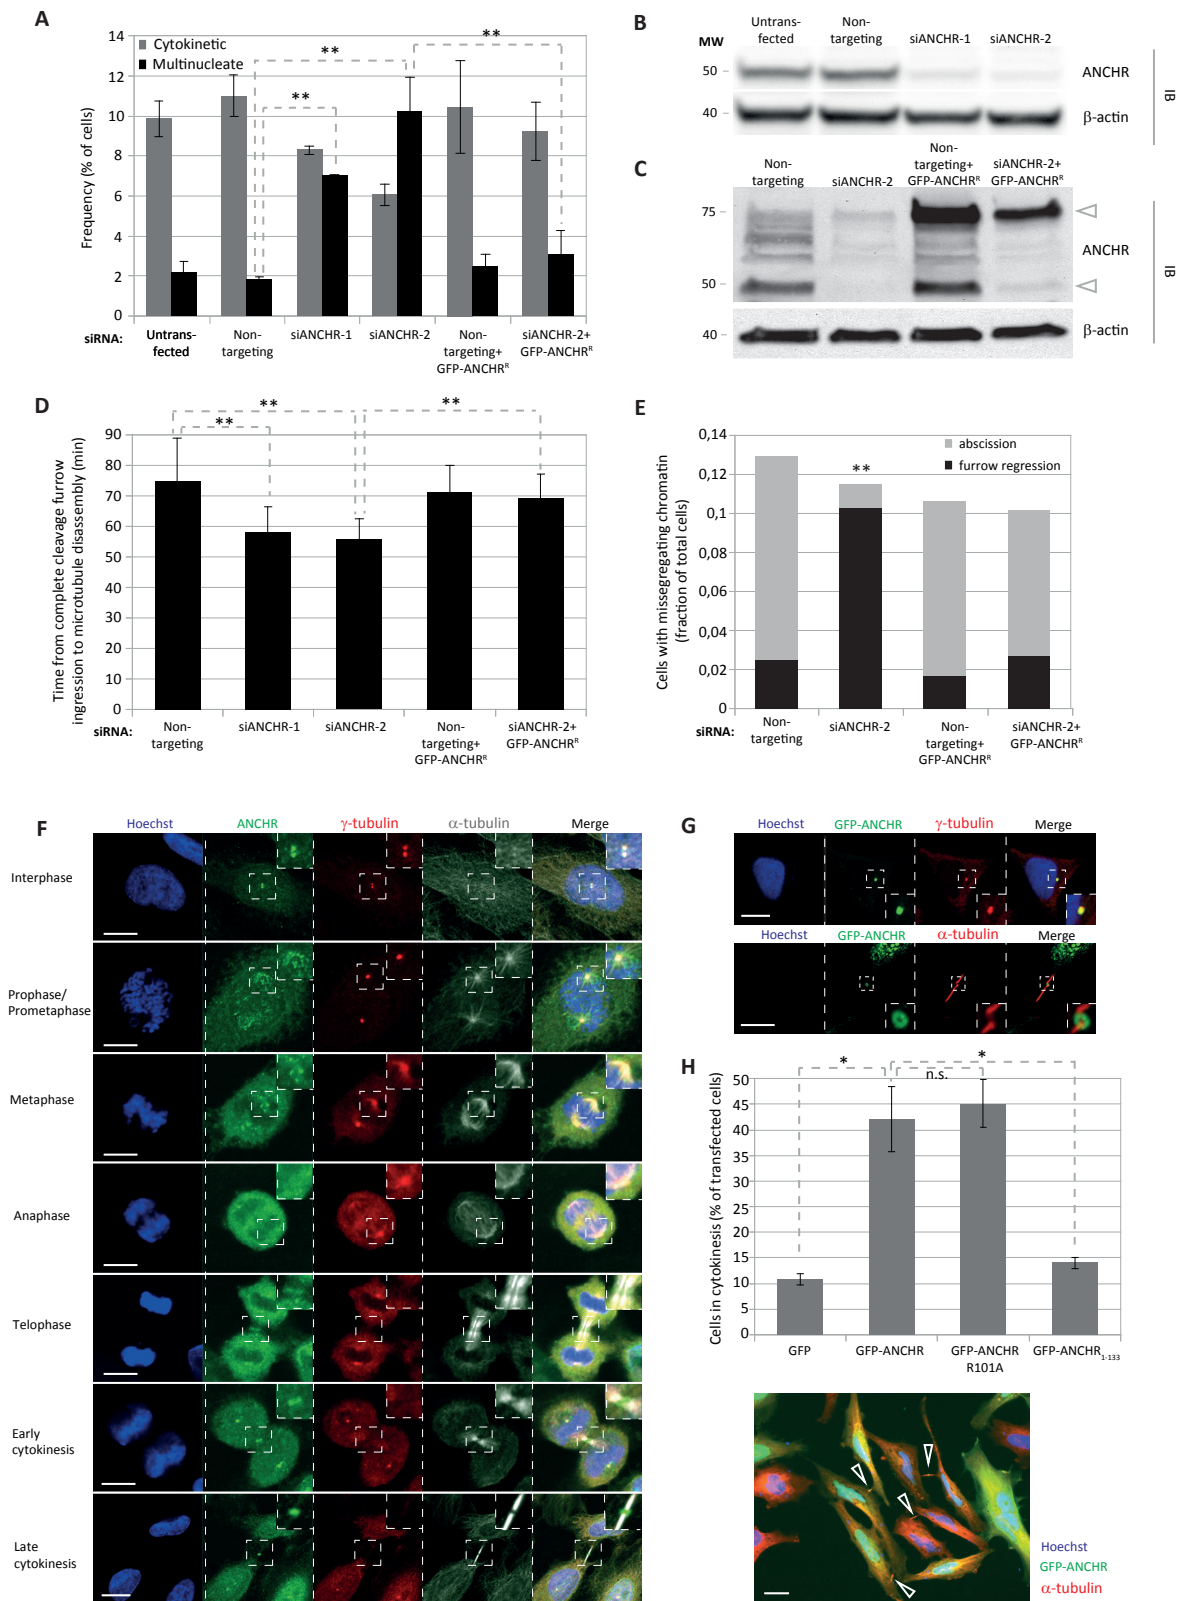 A
Cytokinetic
Multinucleate
**
**
**
Frequency (% of cells)
14
12
10
8
6
4
2
0
siRNA:
Untrans-
fected
Non-
targeting
siANCHR-1
siANCHR-2
Non-
targeting+
GFP-ANCHRᴿ
siANCHR-2+
GFP-ANCHRᴿ
B
MW
Untrans-
fected
Non-
targeting
siANCHR-1
siANCHR-2
50
40
ANCHR
β-actin
IB
C
Non-
targeting
siANCHR-2
Non-
targeting+
GFP-ANCHRᴿ
siANCHR-2+
GFP-ANCHRᴿ
75
50
40
ANCHR
β-actin
IB
D
**
**
**
Time from complete cleavage furrow
ingression to microtubule disassembly (min)
90
80
70
60
50
40
30
20
10
0
siRNA:
Non-
targeting
siANCHR-1
siANCHR-2
Non-
targeting+
GFP-ANCHRᴿ
siANCHR-2+
GFP-ANCHRᴿ
E
abscission
furrow regression
**
Cells with missegregating chromatin
(fraction of total cells)
0,14
0,12
0,1
0,08
0,06
0,04
0,02
0
siRNA:
Non-
targeting
siANCHR-2
Non-
targeting+
GFP-ANCHRᴿ
siANCHR-2+
GFP-ANCHRᴿ
F
Hoechst
ANCHR
γ-tubulin
α-tubulin
Merge
Interphase
Prophase/
Prometaphase
Metaphase
Anaphase
Telophase
Early
cytokinesis
Late
cytokinesis
G
Hoechst
GFP-ANCHR
γ-tubulin
Merge
Hoechst
GFP-ANCHR
α-tubulin
Merge
H
*
*
n.s.
Cells in cytokinesis (% of transfected cells)
50
45
40
35
30
25
20
15
10
5
0
GFP
GFP-ANCHR
GFP-ANCHR
R101A
GFP-ANCHR₁₋₁₃₃
Hoechst
GFP-ANCHR
α-tubulin